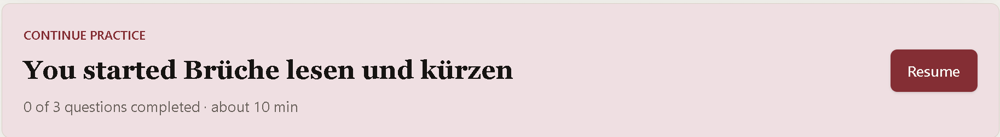 CONTINUE PRACTICE
You started Brüche lesen und kürzen
Resume
0 of 3 questions completed · about 10 min